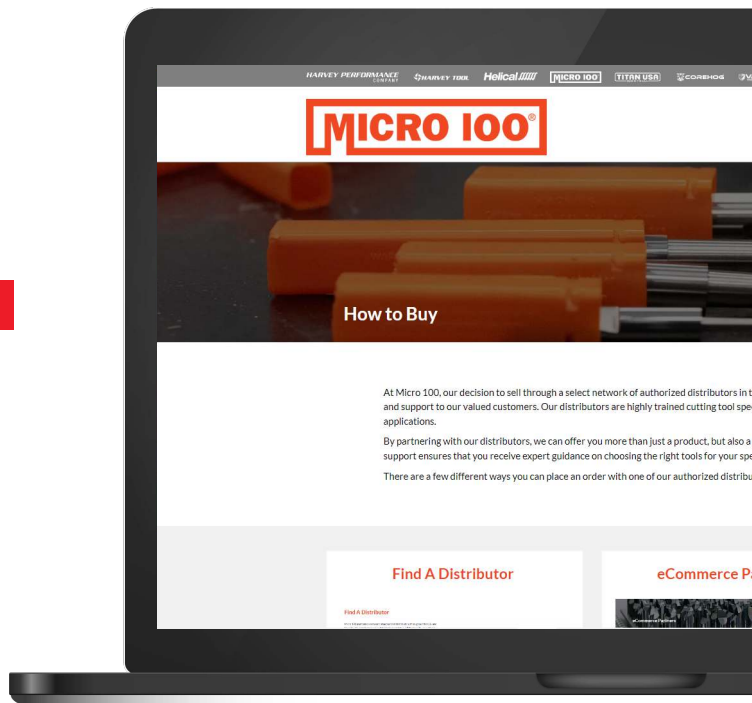 HARVEY PERFORMANCE COMPANY HARVEY TOOL Helical MICRO 100 TITAN USA COREHOG
MICRO 100®
How to Buy
At Micro 100, our decision to sell through a select network of authorized distributors in
and support to our valued customers. Our distributors are highly trained cutting tool
applications.
By partnering with our distributors, we can offer you more than just a product, but also a
support ensures that you receive expert guidance on choosing the right tools for your
There are a few different ways you can place an order with one of our authorized
Find A Distributor eCommerce
Find A Distributor
eCommerce Partners